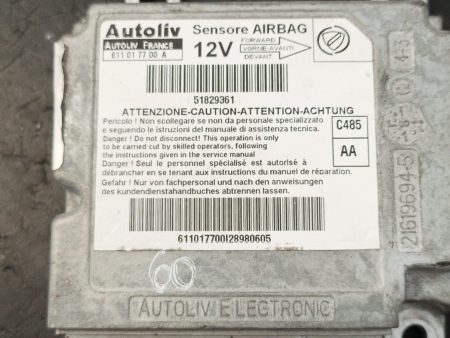 Autoliv
AUTOLIV FRANCE
611 01 77 00 A
Sensore AIRBAG
12V
FORWARD
VORNE-AVANTI
DEVANT
51829361
ATTENZIONE-CAUTION-ATTENTION-ACHTUNG
Pericolo ! Non scollegare se non da personale specializzato
e seguendo le istruzioni del manuale di assistenza tecnica.
Danger ! Do not disconnect! This operation is only
to be carried out by skilled operators, following
the instructions given in the service manual
Danger ! Seul le personnel spécialisé est autorisé à
débrancher en se tenant aux instructions du manuel de réparation.
Gefahr ! Nur von fachpersonal and nach den anweisungen
des kundendiensthandbuches abtrennen lassen.
C485
AA
611017700I28980605
60
AUTOLIV ELECTRONIC